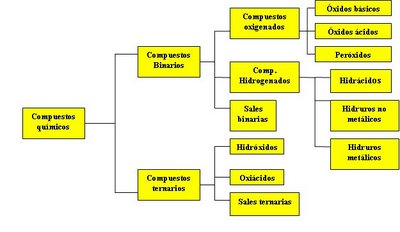 Óxidos básicos
Compuestos
oxigenados
Óxidos ácidos
Peróxidos
Compuestos
Binarios
Comp.
Hidrogenados
Hidrácidos
Sales
binarias
Hidruros no
metálicos
Compuestos
químicos
Hidruros
metálicos
Hidróxidos
Compuestos
ternarios
Oxiácidos
Sales ternarias